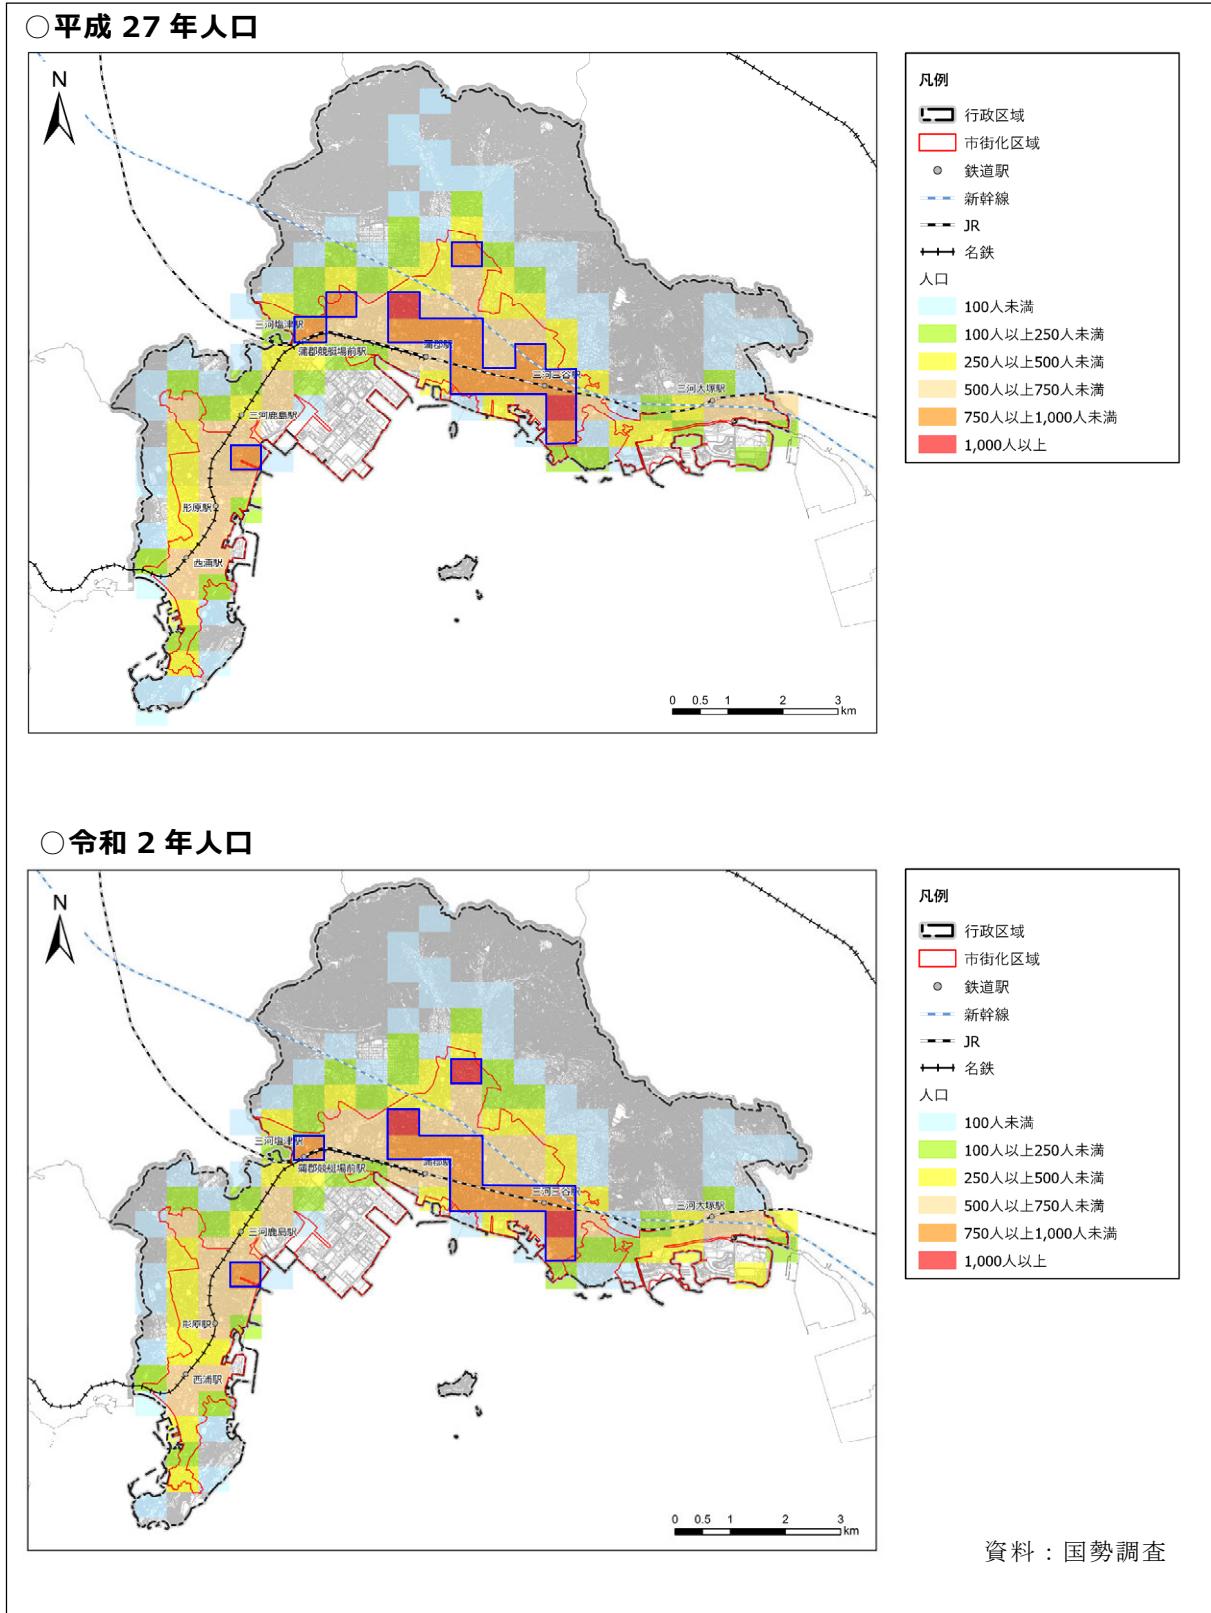 ○平成 27 年人口
N
三河塩津駅
蒲郡競艇場前駅
蒲郡駅
三河三谷駅
三河大塚駅
三河鹿島駅
形原駅
西浦駅
0 0.5 1 2 3
km
凡例
行政区域
市街化区域
鉄道駅
新幹線
JR
名鉄
人口
100人未満
100人以上250人未満
250人以上500人未満
500人以上750人未満
750人以上1,000人未満
1,000人以上
○令和 2 年人口
N
三河塩津駅
蒲郡競艇場前駅
蒲郡駅
三河三谷駅
三河大塚駅
三河鹿島駅
形原駅
西浦駅
0 0.5 1 2 3
km
凡例
行政区域
市街化区域
鉄道駅
新幹線
JR
名鉄
人口
100人未満
100人以上250人未満
250人以上500人未満
500人以上750人未満
750人以上1,000人未満
1,000人以上
資料：国勢調査